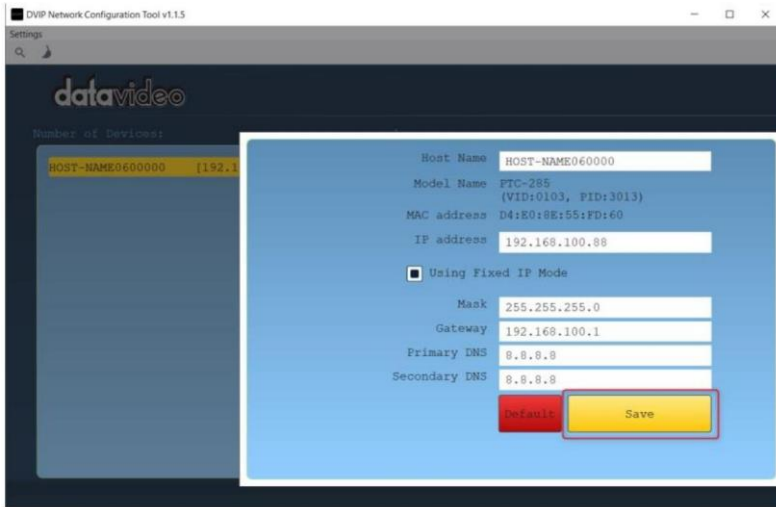 DVIP Network Configuration Tool v1.1.5
Settings
datavideo
Number of Devices:
HOST-NAME0600000 [192.1
Host Name HOST-NAME060000
Model Name PTC-285
(VID:0103, PID:3013)
MAC address D4:E0:8E:55:FD:60
IP address 192.168.100.88
Using Fixed IP Mode
Mask 255.255.255.0
Gateway 192.168.100.1
Primary DNS 8.8.8.8
Secondary DNS 8.8.8.8
Default Save